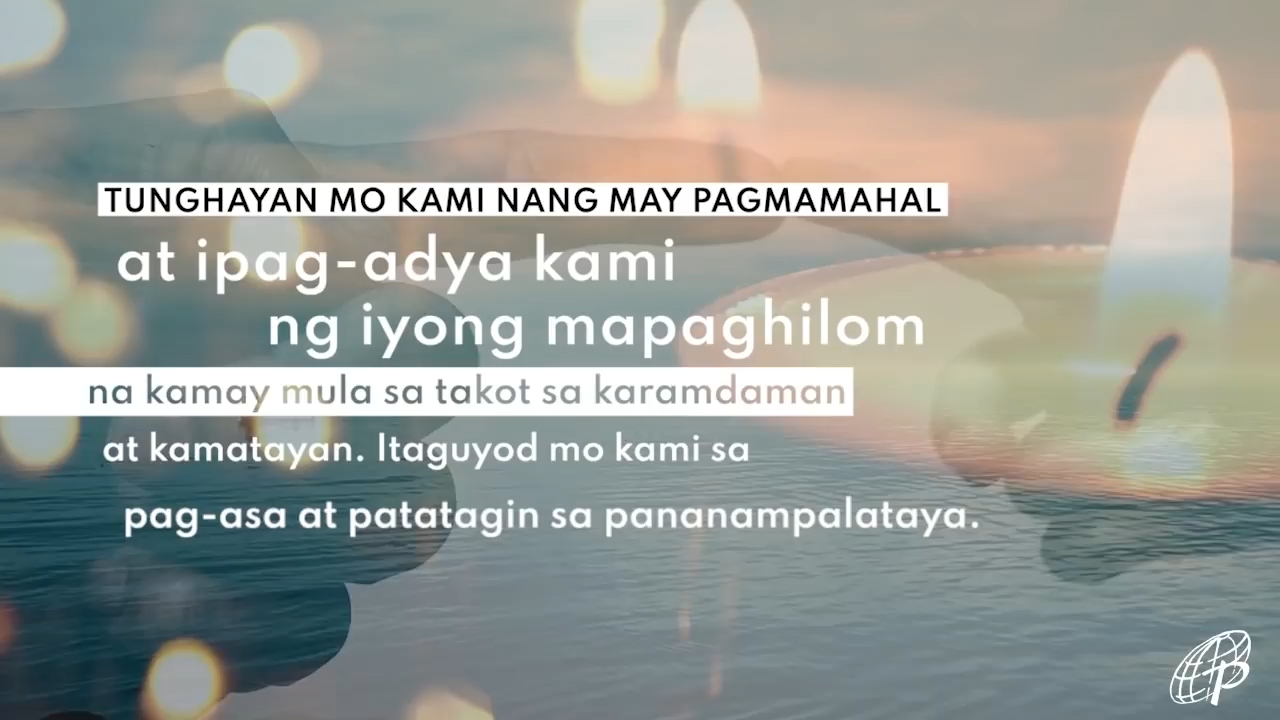 TUNGHAYAN MO KAMI NANG MAY PAGMAMAHAL
at ipag-adya kami
ng iyong mapaghilom
na kamay mula sa takot sa karamdaman
at kamatayan. Itaguyod mo kami sa
pag-asa at patatagin sa pananampalataya.